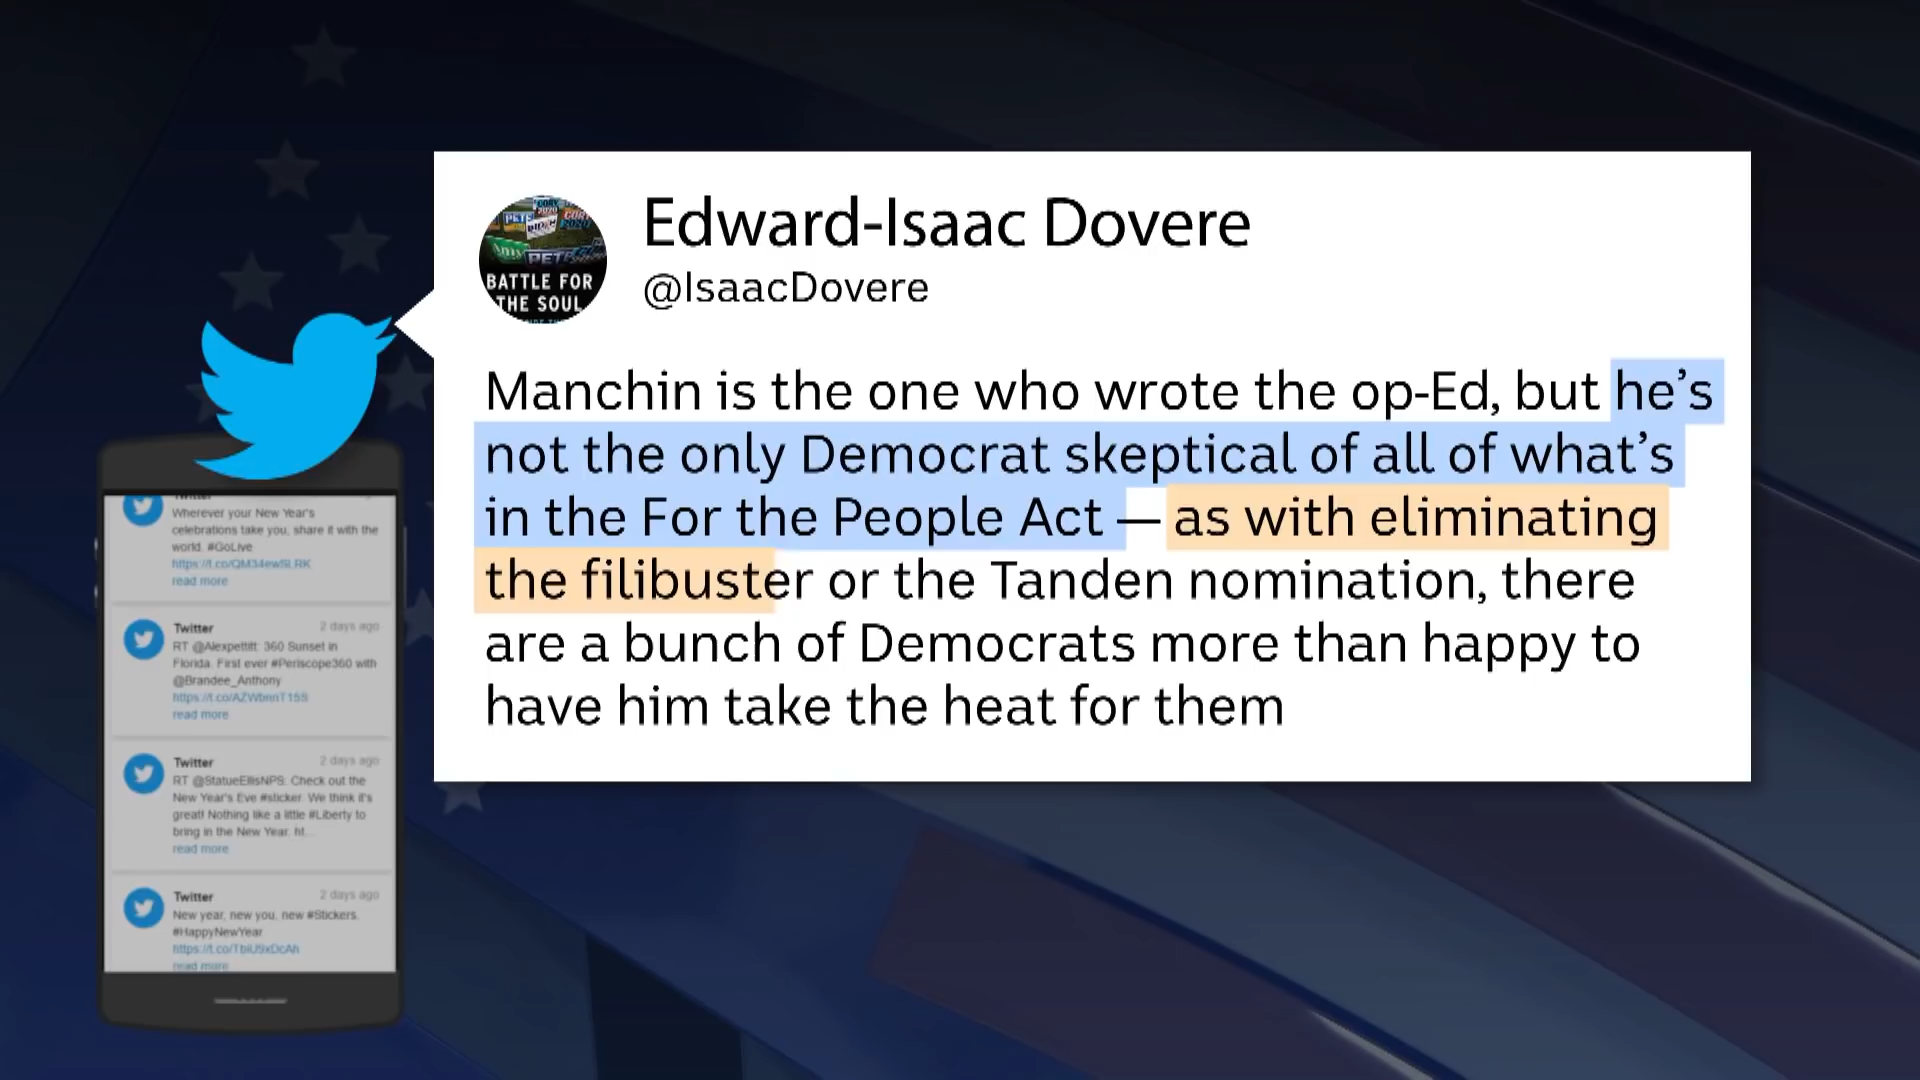 Edward-Isaac Dovere
@IsaacDovere
Manchin is the one who wrote the op-Ed, but he’s
not the only Democrat skeptical of all of what’s
in the For the People Act — as with eliminating
the filibuster or the Tanden nomination, there
are a bunch of Democrats more than happy to
have him take the heat for them
PETE
BATTLE FOR
THE SOUL
Twitter
Wherever your New Year's
celebrations take you, share it with the
world. #GoLive
read more
Twitter 2 days ago
RT @Alexpettitt: 360 Sunset in
Florida. First ever #Periscope360 with
@Brandee_Anthony
read more
Twitter 2 days ago
RT @StatueEllisNPS: Check out the
New Year's Eve #sticker. We think it's
great! Nothing like a little #Liberty to
bring in the New Year. ht...
read more
Twitter 2 days ago
New year, new you, new #Stickers.
#HappyNewYear
read more